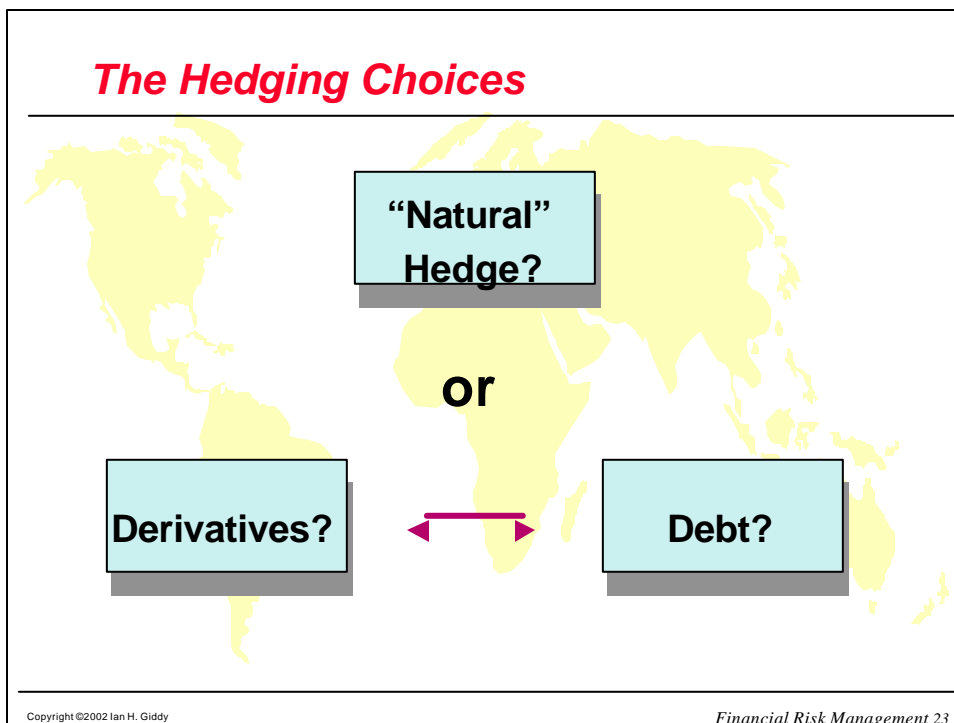 The Hedging Choices
“Natural”
Hedge?
or
Derivatives?
Debt?
Copyright ©2002 Ian H. Giddy
Financial Risk Management 23